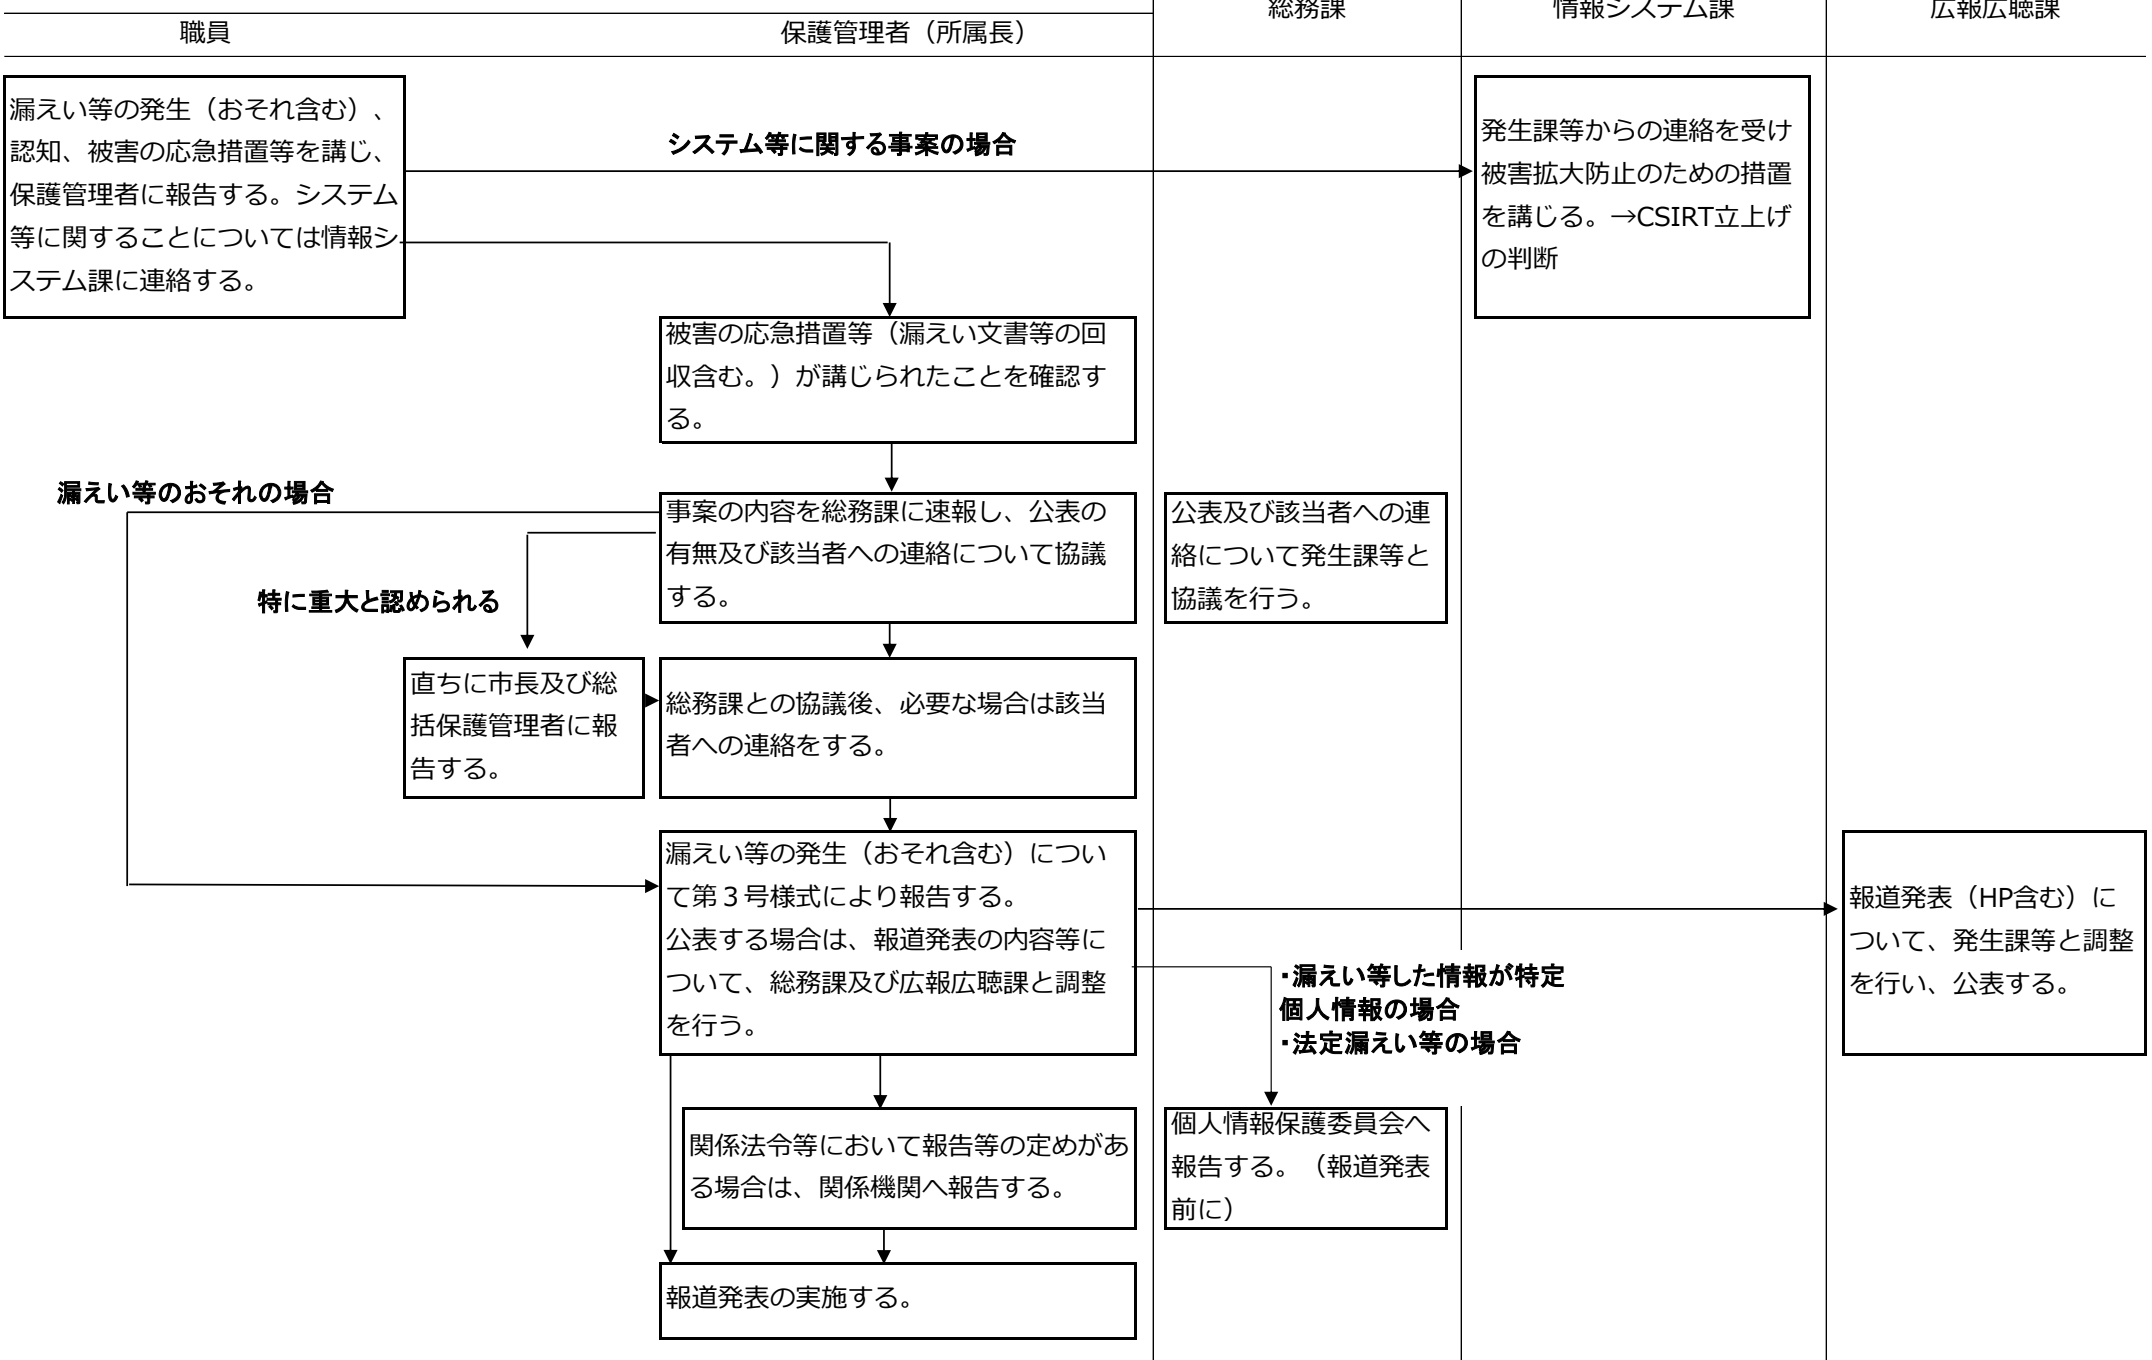 総務課
情報システム課
広報広聴課
職員
保護管理者（所属長）
漏えい等の発生（おそれ含む）、
認知、被害の応急措置等を講じ、
保護管理者に報告する。システム
等に関することについては情報シ
ステム課に連絡する。
システム等に関する事案の場合
発生課等からの連絡を受け
被害拡大防止のための措置
を講じる。→CSIRT立上げ
の判断
被害の応急措置等（漏えい文書等の回
収含む。）が講じられたことを確認す
る。
漏えい等のおそれの場合
事案の内容を総務課に速報し、公表の
有無及び該当者への連絡について協議
する。
公表及び該当者への連
絡について発生課等と
協議を行う。
特に重大と認められる
直ちに市長及び総
括保護管理者に報
告する。
総務課との協議後、必要な場合は該当
者への連絡をする。
漏えい等の発生（おそれ含む）につい
て第３号様式により報告する。
公表する場合は、報道発表の内容等に
ついて、総務課及び広報広聴課と調整
を行う。
報道発表（HP含む）に
ついて、発生課等と調整
を行い、公表する。
・漏えい等した情報が特定
個人情報の場合
・法定漏えい等の場合
関係法令等において報告等の定めがあ
る場合は、関係機関へ報告する。
個人情報保護委員会へ
報告する。（報道発表
前に）
報道発表の実施する。